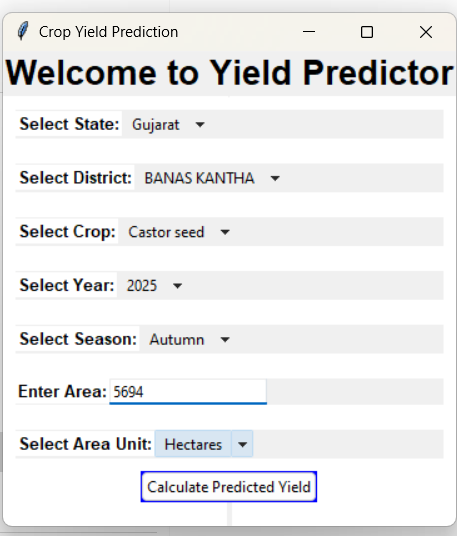 Crop Yield Prediction
Welcome to Yield Predictor
Select State: Gujarat
Select District: BANAS KANTHA
Select Crop: Castor seed
Select Year: 2025
Select Season: Autumn
Enter Area: 5694
Select Area Unit: Hectares
Calculate Predicted Yield